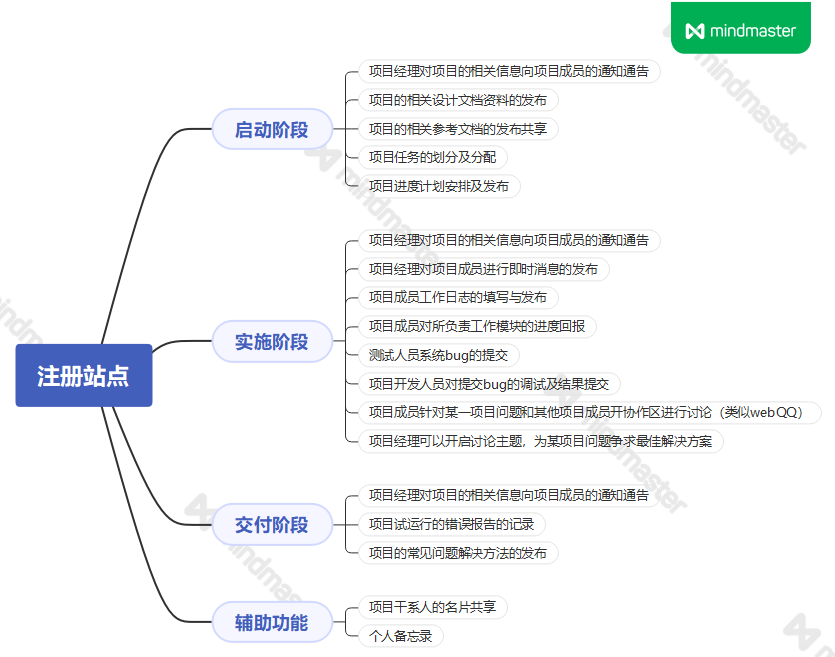 mindmaster
注册站点
启动阶段
项目经理对项目的相关信息向项目成员的通知通告
项目的相关设计文档资料的发布
项目的相关参考文档的发布共享
项目任务的划分及分配
项目进度计划安排及发布
实施阶段
项目经理对项目的相关信息向项目成员的通知通告
项目经理对项目成员进行即时消息的发布
项目成员工作日志的填写与发布
项目成员对所负责工作模块的进度回报
测试人员系统bug的提交
项目开发人员对提交bug的调试及结果提交
项目成员针对某一项目问题和其他项目成员开协作区进行讨论（类似webQQ）
项目经理可以开启讨论主题，为某项目问题争求最佳解决方案
交付阶段
项目经理对项目的相关信息向项目成员的通知通告
项目试运行的错误报告的记录
项目的常见问题解决方法的发布
辅助功能
项目干系人的名片共享
个人备忘录
mindmaster
mindmaster
mindmaster
mindmaster